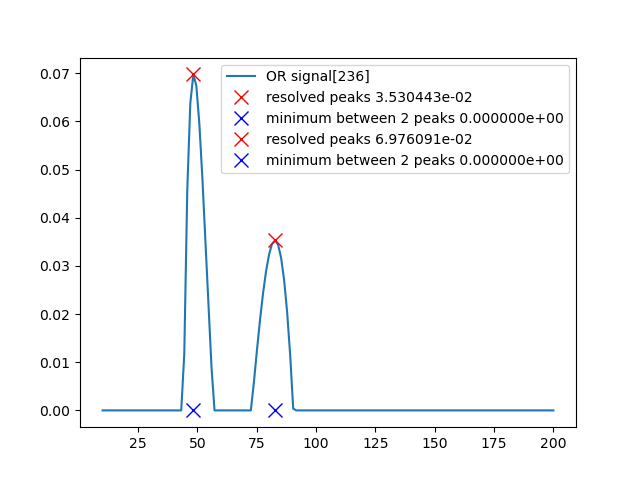 OR signal[236]
resolved peaks 3.530443e-02
minimum between 2 peaks 0.000000e+00
resolved peaks 6.976091e-02
minimum between 2 peaks 0.000000e+00
0.07
0.06
0.05
0.04
0.03
0.02
0.01
0.00
25 50 75 100 125 150 175 200